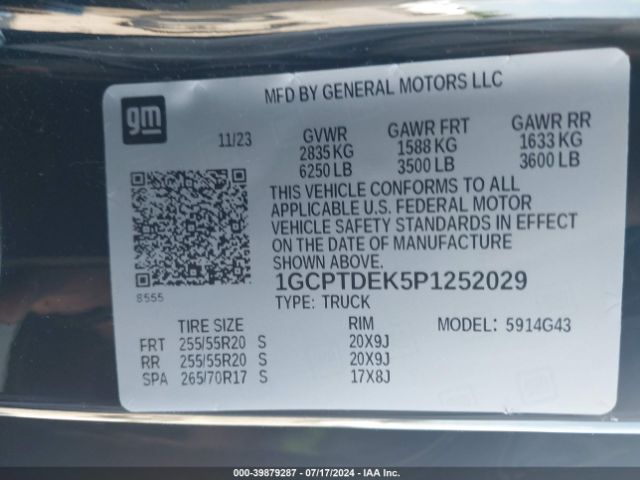 MFD BY GENERAL MOTORS LLC
gm
11/23
GVWR GAWR FRT GAWR RR
2835 KG 1588 KG 1633 KG
6250 LB 3500 LB 3600 LB
THIS VEHICLE CONFORMS TO ALL
APPLICABLE U.S. FEDERAL MOTOR
VEHICLE SAFETY STANDARDS IN EFFECT
ON THE DATE OF MANUFACTURE
SHOWN ABOVE.
8555
1GCPTDEK5P1252029
TYPE: TRUCK
TIRE SIZE RIM MODEL: 5914G43
FRT 255/55R20 S 20X9J
RR 255/55R20 S 20X9J
SPA 265/70R17 S 17X8J
000-39879287 - 07/17/2024 - IAA Inc.